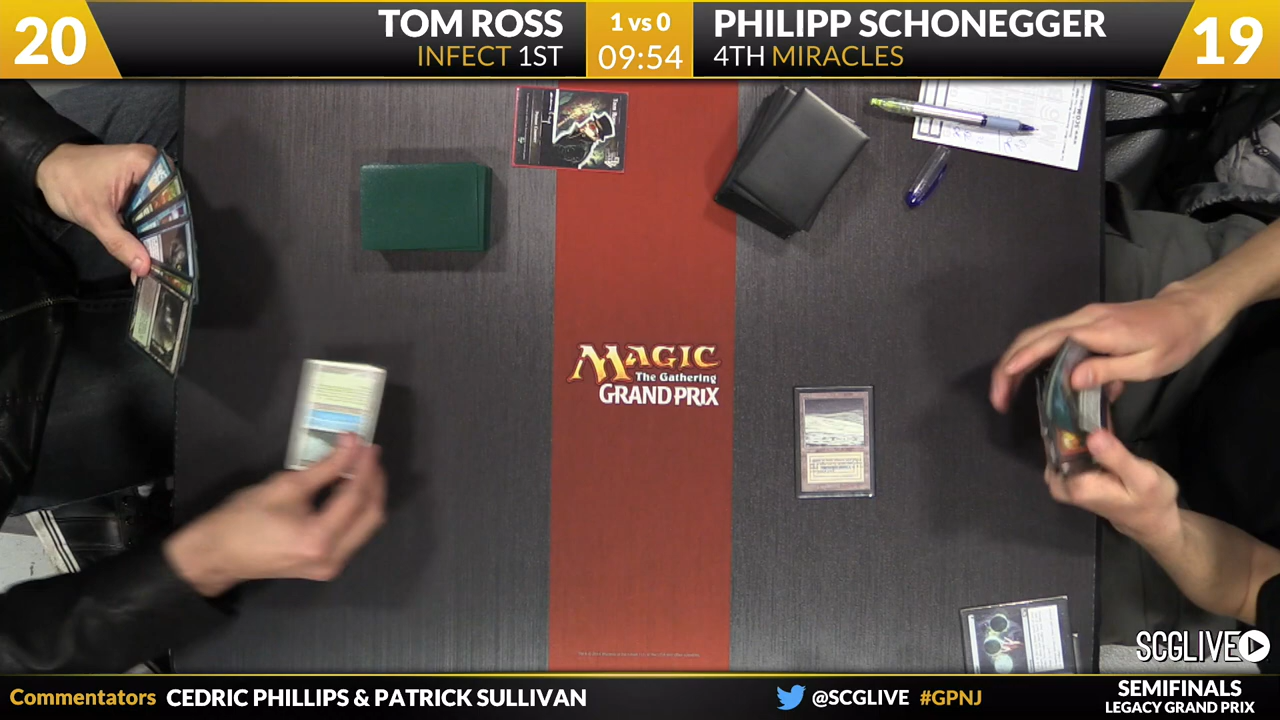 20
TOM ROSS
INFECT 1ST
1 vs 0
09:54
PHILIPP SCHONEGGER
4TH MIRACLES
19
MAGIC
The Gathering
GRAND PRIX
SCGLIVE
Commentators CEDRIC PHILLIPS & PATRICK SULLIVAN
@SCGLIVE #GPNJ
SEMIFINALS
LEGACY GRAND PRIX